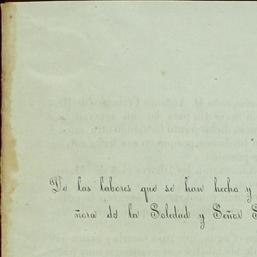 De las labores que se han hecho y
ñora de la Soledad y Señor S